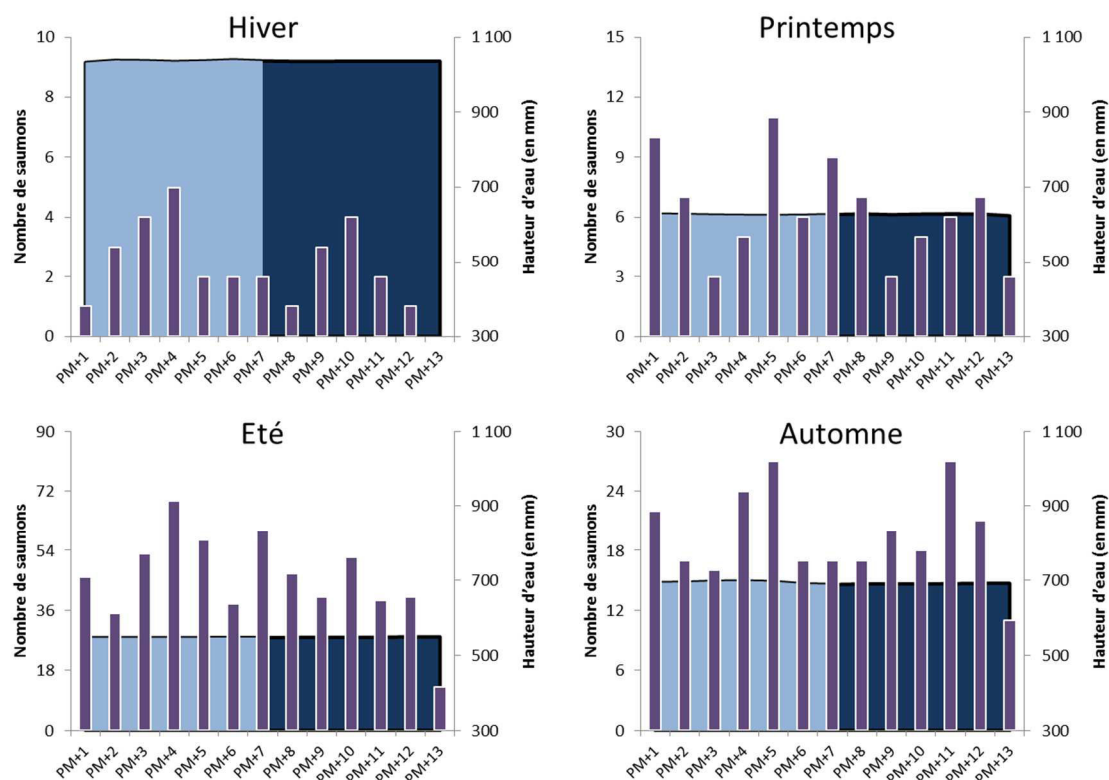 Hiver
Nombre de saumons
10
8
6
4
2
0
Hauteur d'eau (en mm)
1 100
900
700
500
300
PM+1 PM+2 PM+3 PM+4 PM+5 PM+6 PM+7 PM+8 PM+9 PM+10 PM+11 PM+12 PM+13
Printemps
Nombre de saumons
15
12
9
6
3
0
Hauteur d'eau (en mm)
1 100
900
700
500
300
PM+1 PM+2 PM+3 PM+4 PM+5 PM+6 PM+7 PM+8 PM+9 PM+10 PM+11 PM+12 PM+13
Eté
Nombre de saumons
90
72
54
36
18
0
Hauteur d'eau (en mm)
1 100
900
700
500
300
PM+1 PM+2 PM+3 PM+4 PM+5 PM+6 PM+7 PM+8 PM+9 PM+10 PM+11 PM+12 PM+13
Automne
Nombre de saumons
30
24
18
12
6
0
Hauteur d'eau (en mm)
1 100
900
700
500
300
PM+1 PM+2 PM+3 PM+4 PM+5 PM+6 PM+7 PM+8 PM+9 PM+10 PM+11 PM+12 PM+13